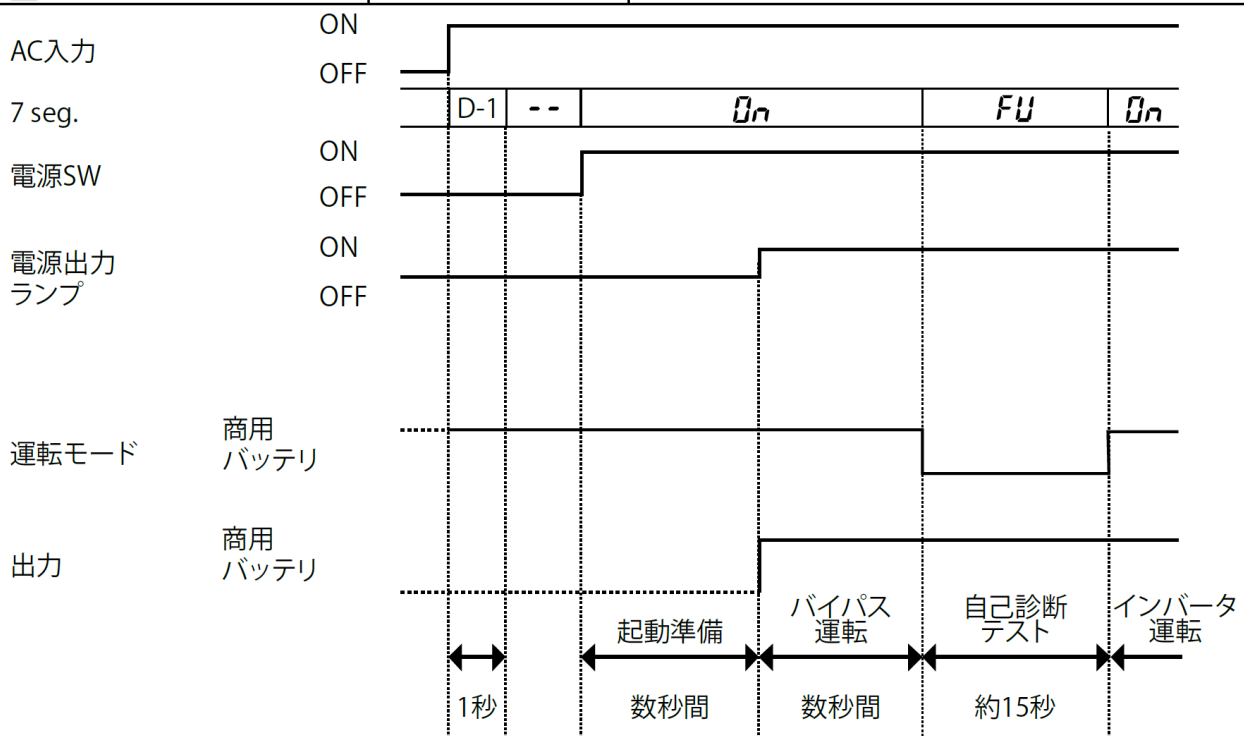 ON
AC入力
OFF
7 seg.
D-1
--
On
FU
On
ON
電源SW
OFF
ON
電源出力
ランプ
OFF
商用
運転モード
バッテリ
商用
出力
バッテリ
起動準備
バイパス
運転
自己診断
テスト
インバータ
運転
1秒
数秒間
数秒間
約15秒